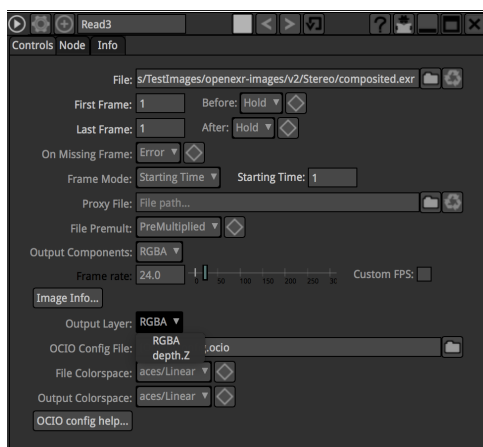 Read3
Controls Node Info
File: s/TestImages/openexr-images/v2/Stereo/composited.exr
First Frame: 1 Before: Hold
Last Frame: 1 After: Hold
On Missing Frame: Error
Frame Mode: Starting Time Starting Time: 1
Proxy File: File path...
File Premult: PreMultiplied
Output Components: RGBA
Frame rate: 24.0 0 50 100 150 200 250 Custom FPS:
Image Info...
Output Layer: RGBA
RGBA
OCIO Config File: .ocio
depth.Z
File Colorspace: aces/Linear
Output Colorspace: aces/Linear
OCIO config help...